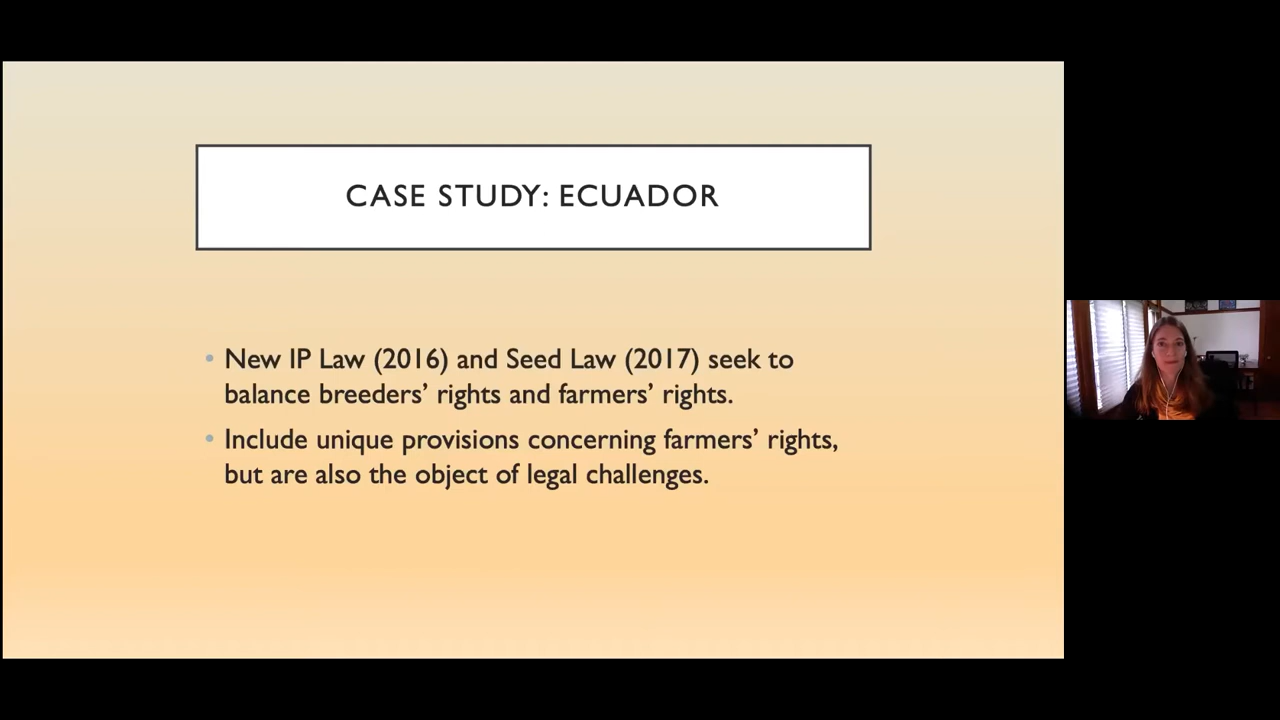 CASE STUDY: ECUADOR
• New IP Law (2016) and Seed Law (2017) seek to
balance breeders’ rights and farmers’ rights.
• Include unique provisions concerning farmers’ rights,
but are also the object of legal challenges.